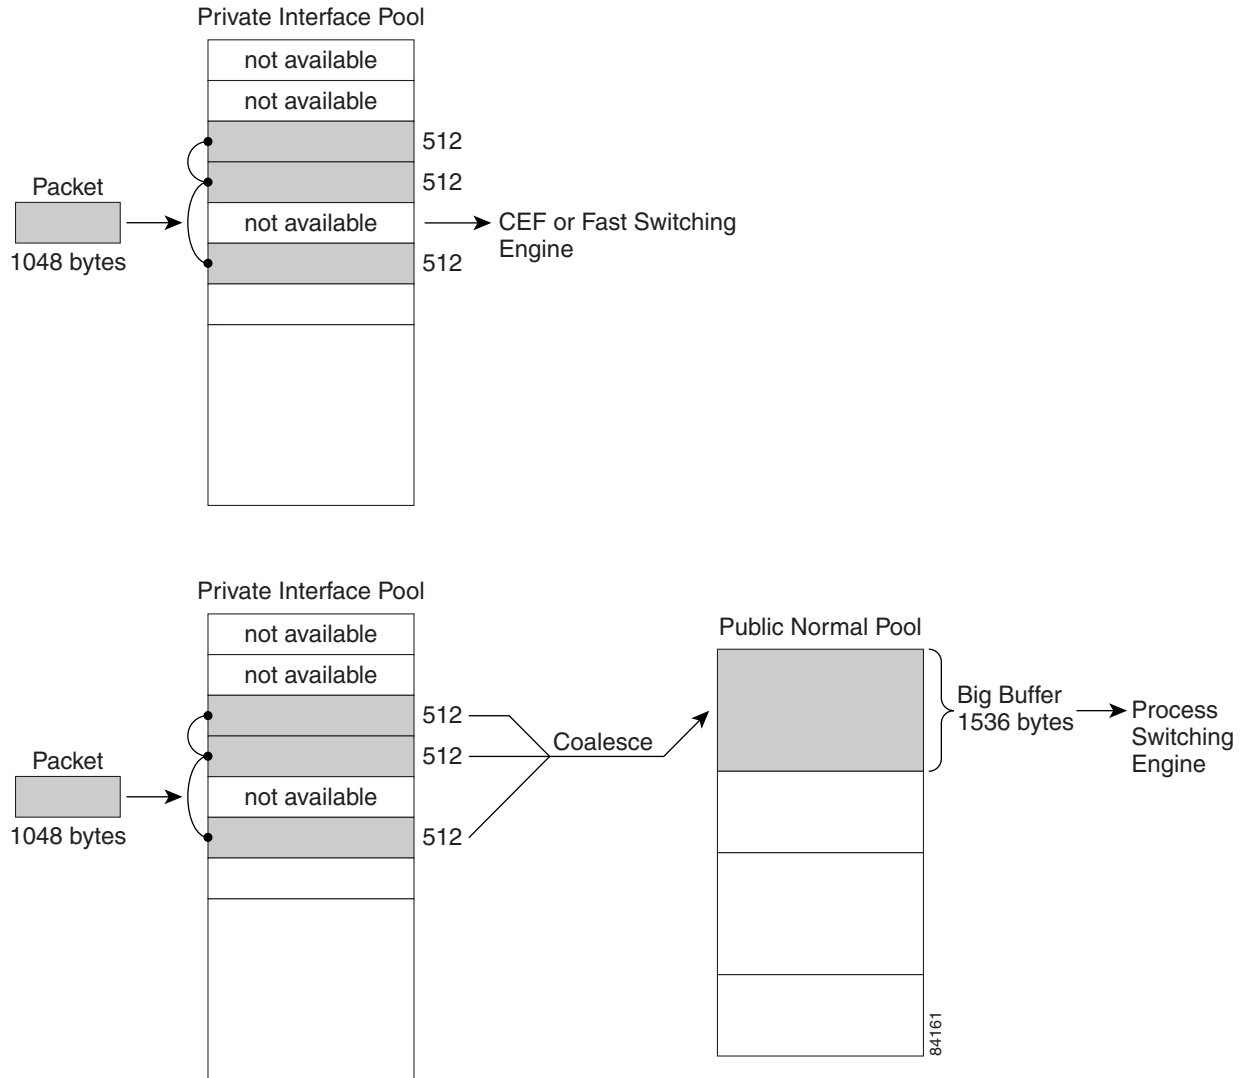 Private Interface Pool
not available
not available
512
512
Packet
not available
CEF or Fast Switching
Engine
1048 bytes
512
Private Interface Pool
not available
Public Normal Pool
not available
512
Big Buffer
1536 bytes
Process
Switching
Engine
512
Coalesce
Packet
not available
1048 bytes
512
84161